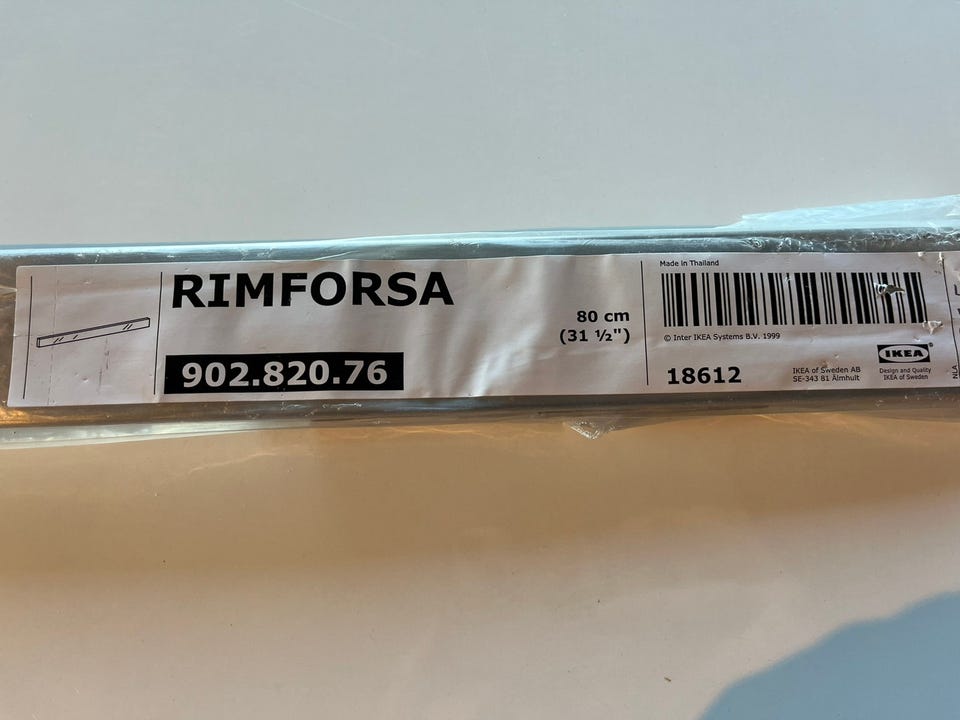 RIMFORSA
902.820.76
80 cm
(31 ½")
Made in Thailand
© Inter IKEA Systems B.V. 1999
18612
IKEA of Sweden AB
SE-343 81 Älmhult
IKEA®
Design and Quality
IKEA of Sweden
NLA